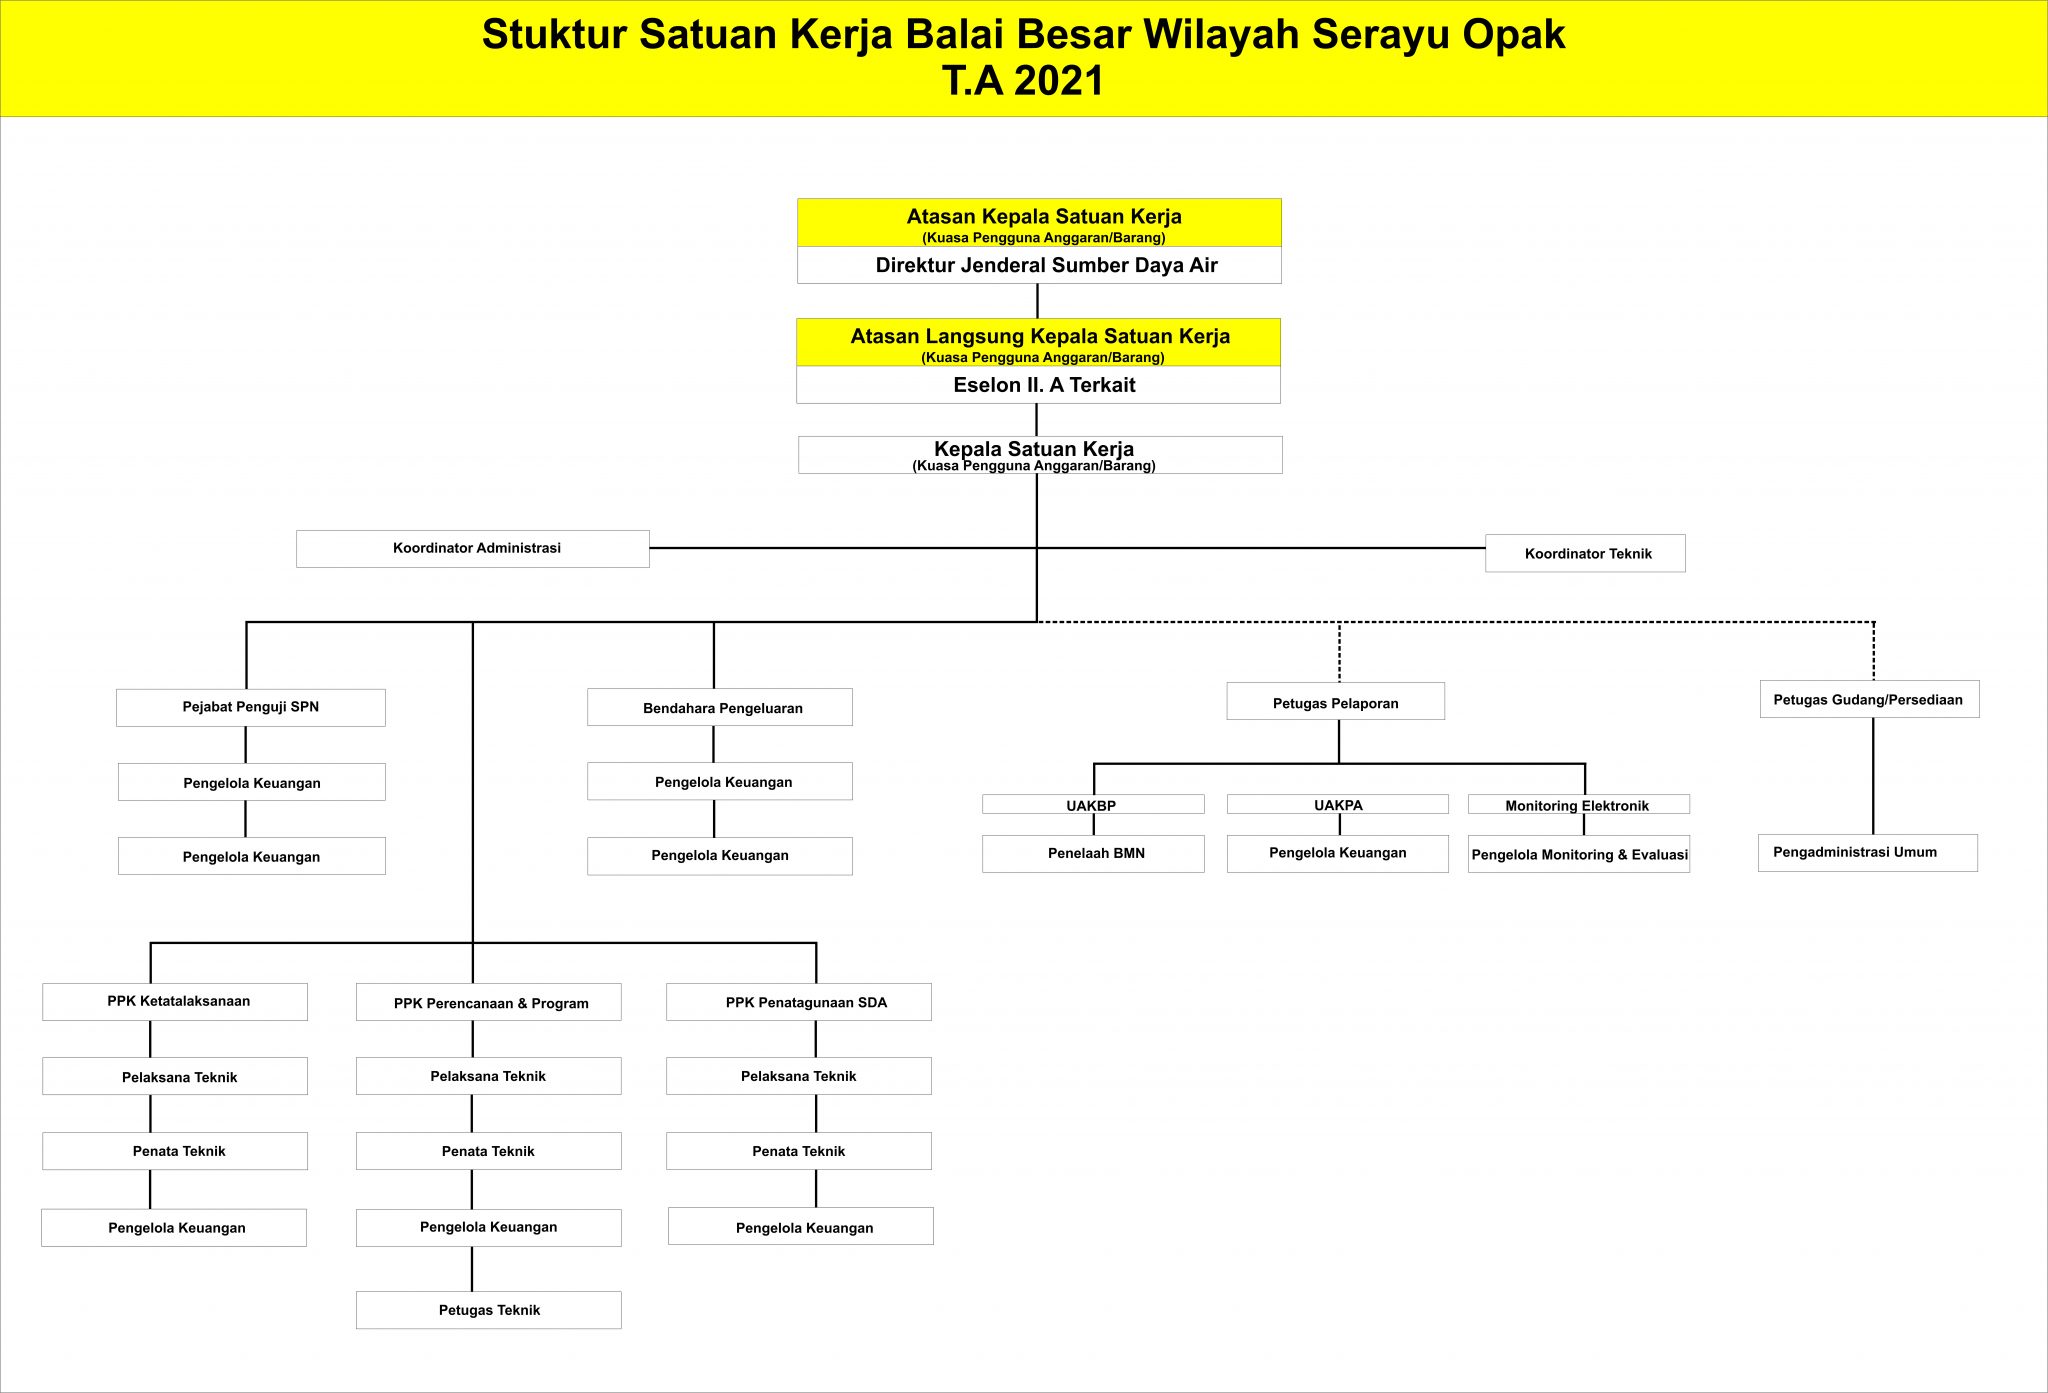 Stuktur Satuan Kerja Balai Besar Wilayah Serayu Opak
T.A 2021
Atasan Kepala Satuan Kerja
(Kuasa Pengguna Anggaran/Barang)
Direktur Jenderal Sumber Daya Air
Atasan Langsung Kepala Satuan Kerja
(Kuasa Pengguna Anggaran/Barang)
Eselon II. A Terkait
Kepala Satuan Kerja
(Kuasa Pengguna Anggaran/Barang)
Koordinator Administrasi
Koordinator Teknik
Pejabat Penguji SPN
Bendahara Pengeluaran
Petugas Pelaporan
Petugas Gudang/Persediaan
Pengelola Keuangan
Pengelola Keuangan
UAKBP
UAKPA
Monitoring Elektronik
Pengelola Keuangan
Pengelola Keuangan
Penelaah BMN
Pengelola Keuangan
Pengelola Monitoring & Evaluasi
Pengadministrasi Umum
PPK Ketatalaksanaan
PPK Perencanaan & Program
PPK Penatagunaan SDA
Pelaksana Teknik
Pelaksana Teknik
Pelaksana Teknik
Penata Teknik
Penata Teknik
Penata Teknik
Pengelola Keuangan
Pengelola Keuangan
Pengelola Keuangan
Petugas Teknik